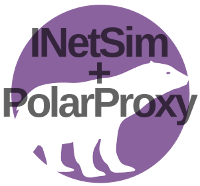 INetSim
+
PolarProxy